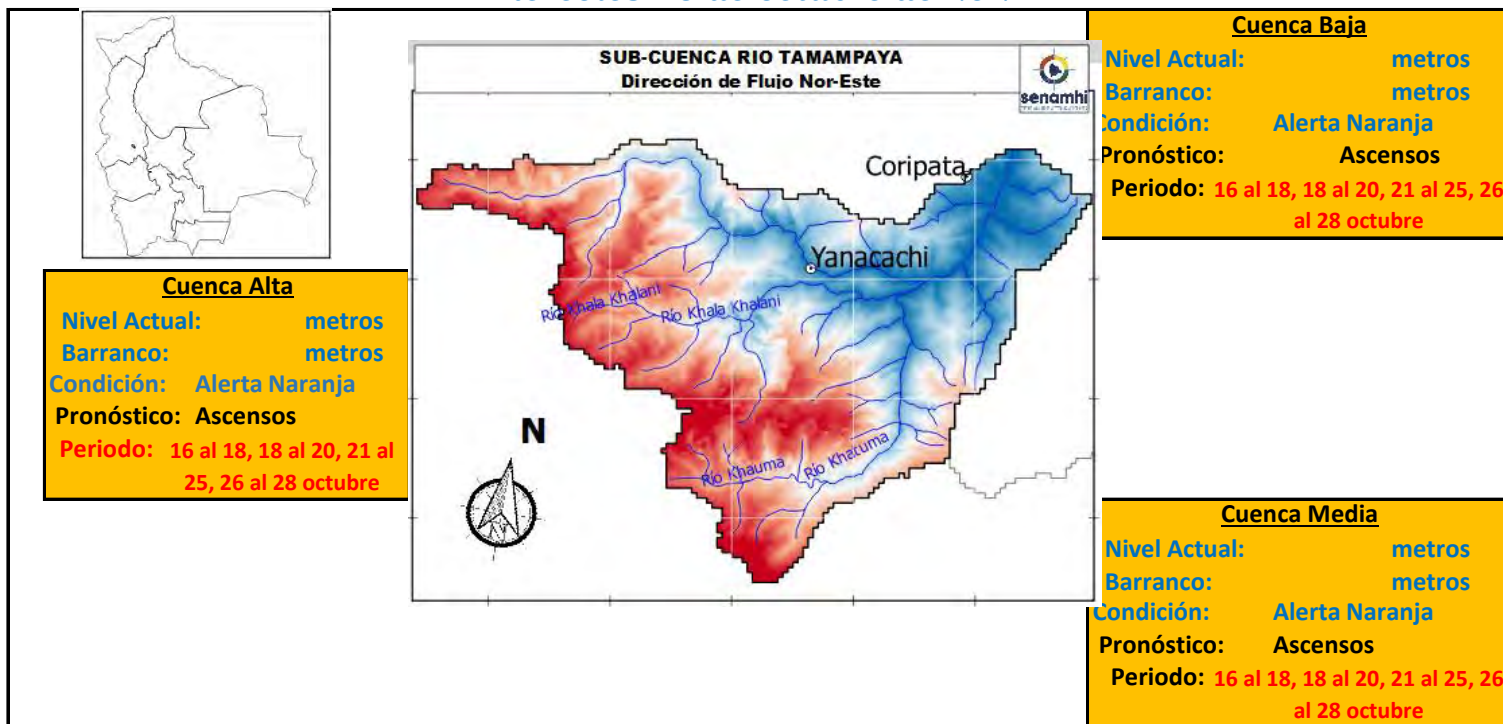 SUB-CUENCA RIO TAMAMPAYA
Dirección de Flujo Nor-Este
senamhi
Coripata
Yanacachi
Río Khala Khalani
Río Khala Khalani
Río Khauma
Río Khatuma
N
Cuenca Baja
Nivel Actual: metros
Barranco: metros
Condición: Alerta Naranja
Pronóstico: Ascensos
Periodo: 16 al 18, 18 al 20, 21 al 25, 26
al 28 octubre
Cuenca Alta
Nivel Actual: metros
Barranco: metros
Condición: Alerta Naranja
Pronóstico: Ascensos
Periodo: 16 al 18, 18 al 20, 21 al
25, 26 al 28 octubre
Cuenca Media
Nivel Actual: metros
Barranco: metros
Condición: Alerta Naranja
Pronóstico: Ascensos
Periodo: 16 al 18, 18 al 20, 21 al 25, 26
al 28 octubre